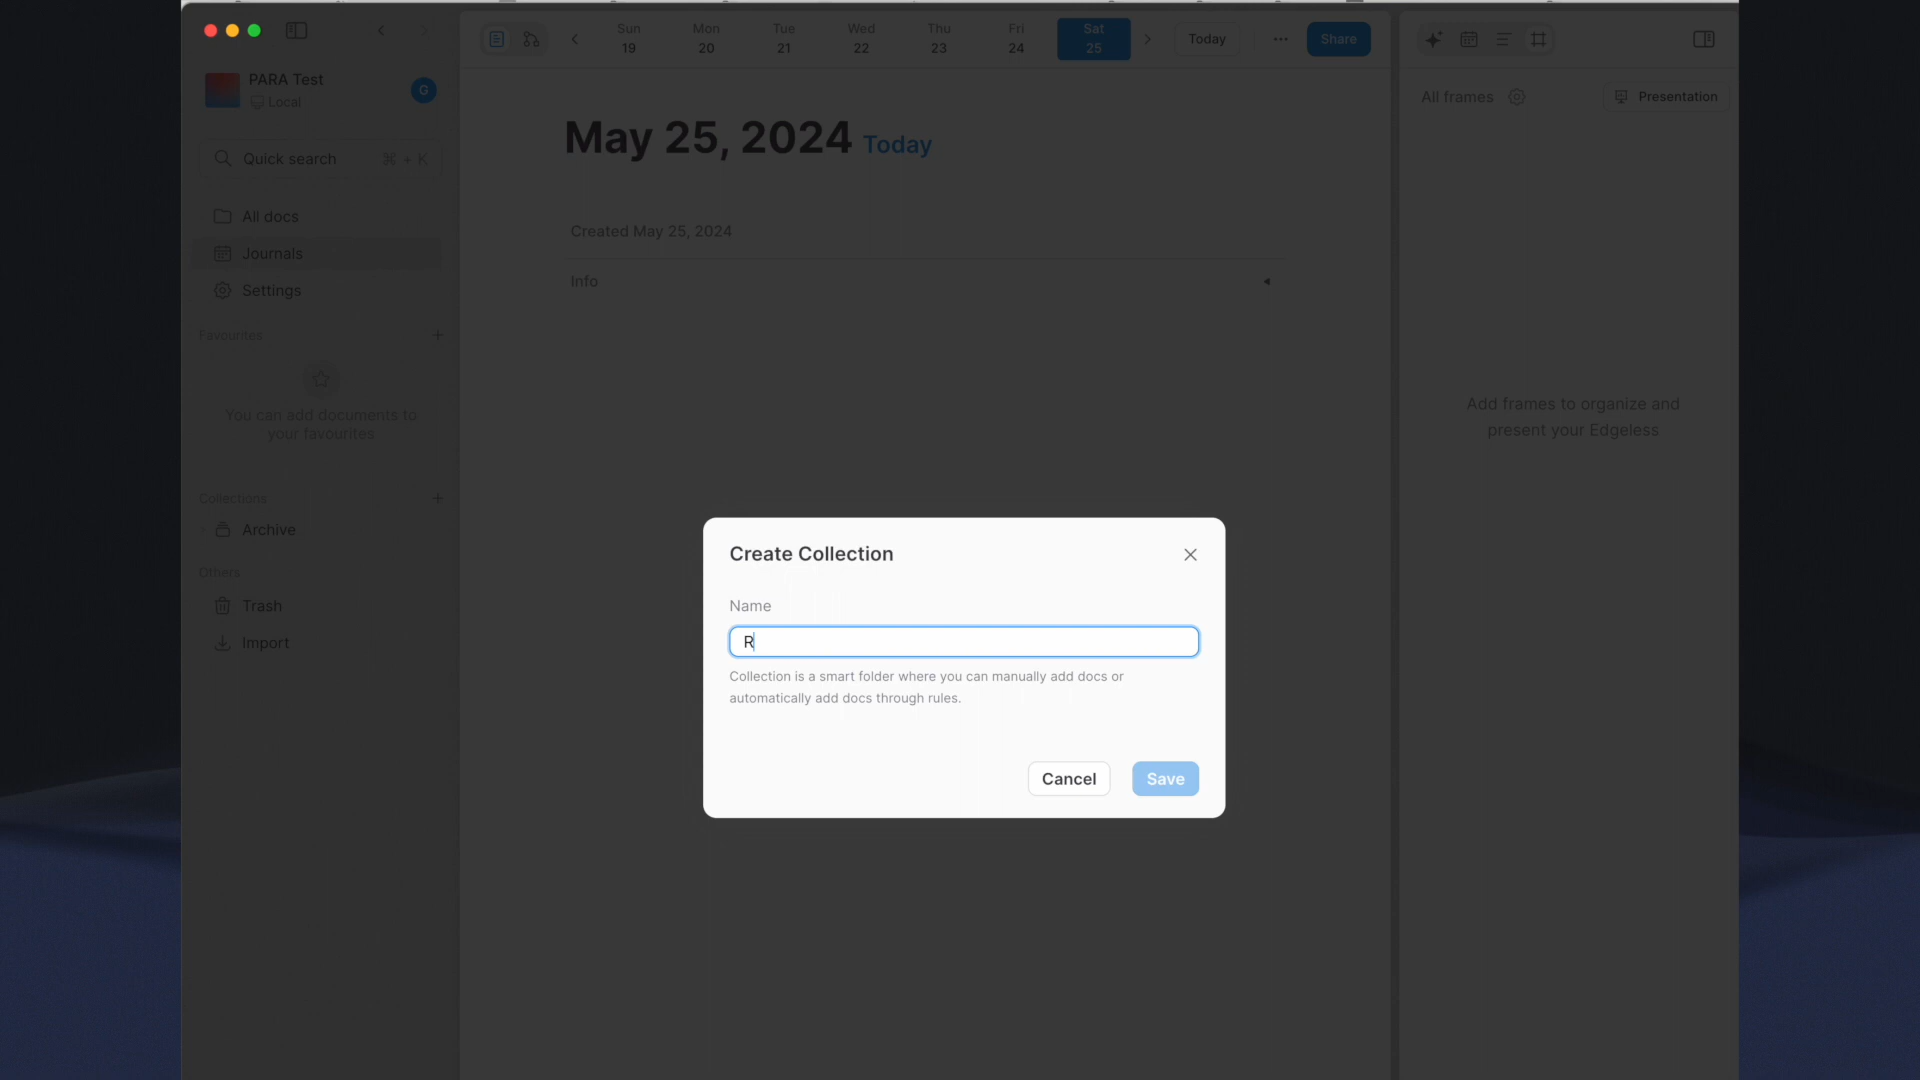 PARA Test
Local
G
Quick search ⌘ + K
All docs
Journals
Settings
Favourites
You can add documents to
your favourites
Collections
Archive
Others
Trash
Import
Sun Mon Tue Wed Thu Fri Sat
19 20 21 22 23 24 25
Today
Share
May 25, 2024 Today
Created May 25, 2024
Info
All frames
Presentation
Add frames to organize and
present your Edgeless
Create Collection
Name
R
Collection is a smart folder where you can manually add docs or
automatically add docs through rules.
Cancel Save